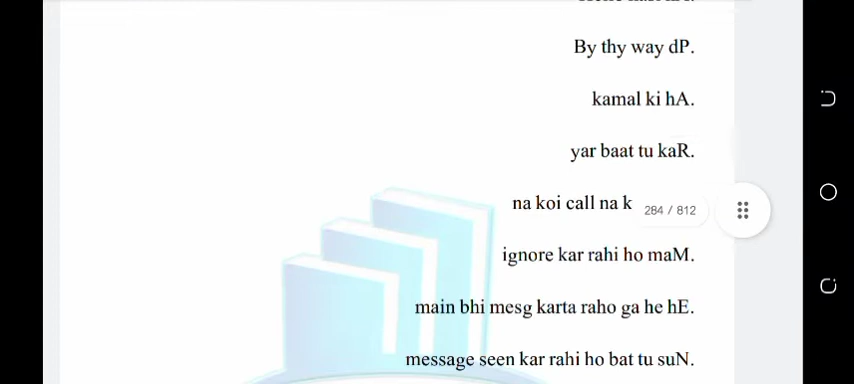 By thy way dP.
kamal ki hA.
yar baat tu kaR.
na koi call na k
284 / 812
ignore kar rahi ho maM.
main bhi mesg karta raho ga he hE.
message seen kar rahi ho bat tu suN.